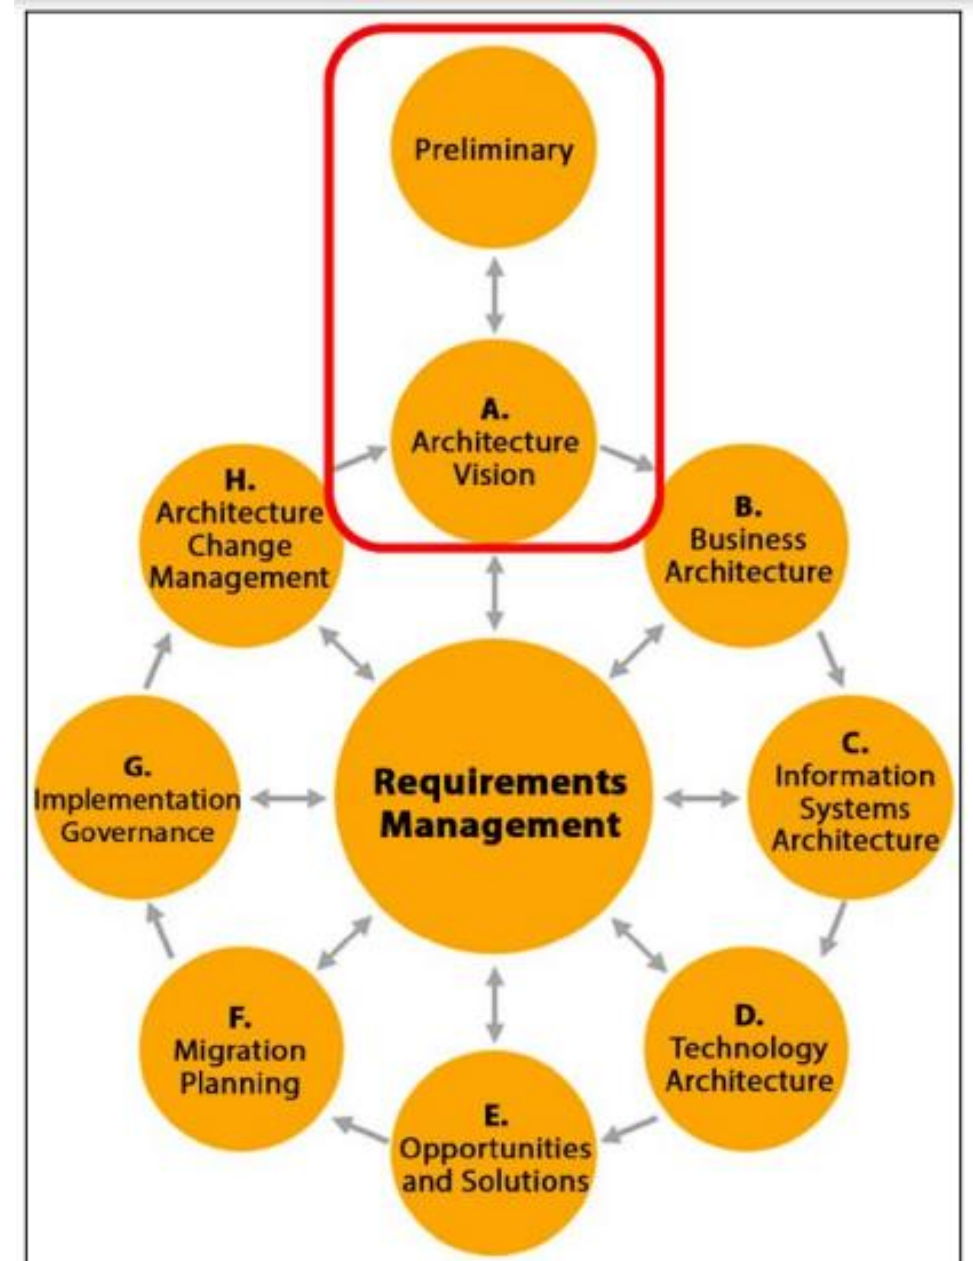 Preliminary
A.
Architecture
Vision
B.
Business
Architecture
C.
Information
Systems
Architecture
D.
Technology
Architecture
E.
Opportunities
and Solutions
F.
Migration
Planning
G.
Implementation
Governance
H.
Architecture
Change
Management
Requirements
Management